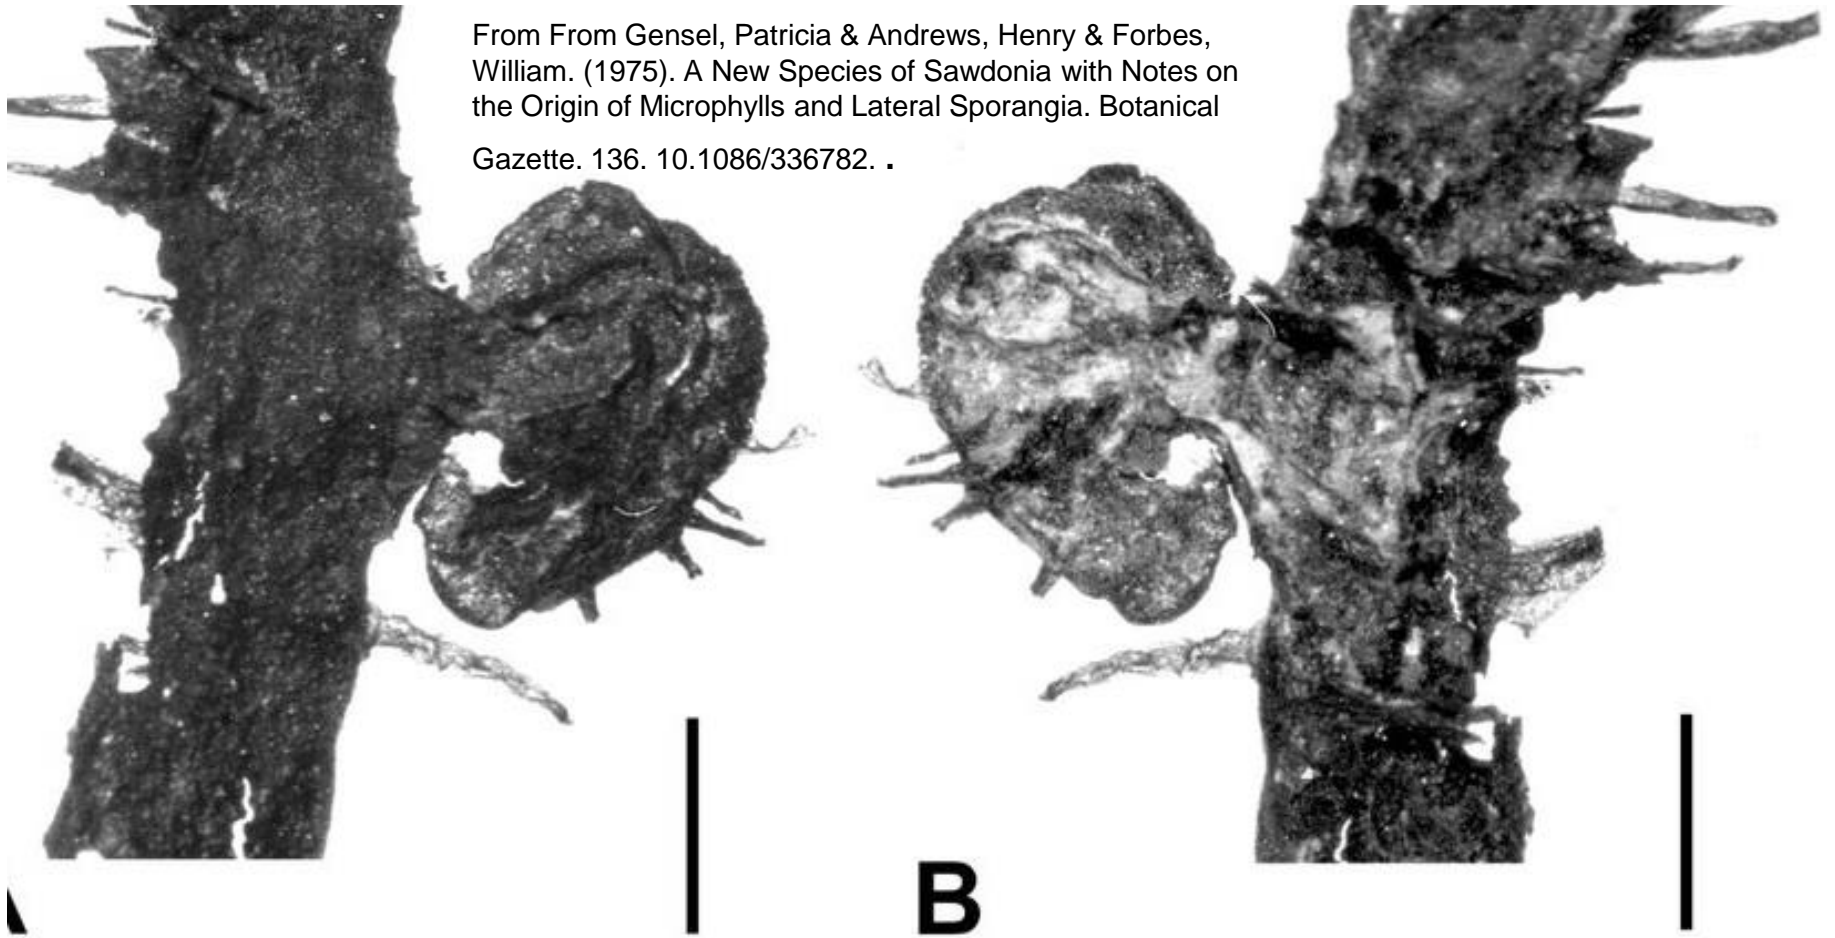 From From Gensel, Patricia & Andrews, Henry & Forbes,
William. (1975). A New Species of Sawdonia with Notes on
the Origin of Microphylls and Lateral Sporangia. Botanical
Gazette. 136. 10.1086/336782. .
B